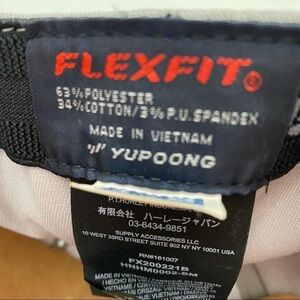 FLEXFIT®
63% POLYESTER
34% COTTON/3% P.U. SPANDEX
MADE IN VIETNAM
YUPOONG
有限会社 ハーレージャパン
03-6434-9851
SUPPLY ACCESSORIES LLC
10 WEST 33RD STREET SUITE 802 NY NY 10001 USA
RN#161007
FX200221B
HNHM0002-SM
MADE IN VIETNAM